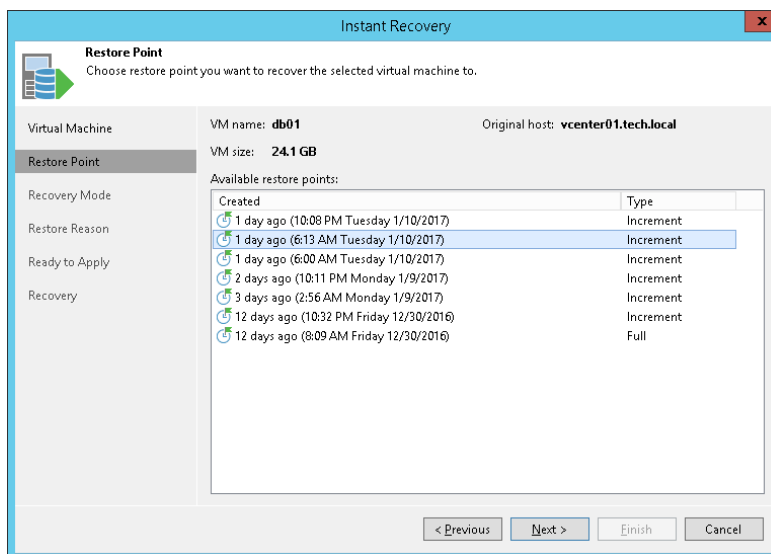 Instant Recovery
x
Restore Point
Choose restore point you want to recover the selected virtual machine to.
Virtual Machine
Restore Point
Recovery Mode
Restore Reason
Ready to Apply
Recovery
VM name: db01 Original host: vcenter01.tech.local
VM size: 24.1 GB
Available restore points:
Created Type
1 day ago (10:08 PM Tuesday 1/10/2017) Increment
1 day ago (6:13 AM Tuesday 1/10/2017) Increment
1 day ago (6:00 AM Tuesday 1/10/2017) Increment
2 days ago (10:11 PM Monday 1/9/2017) Increment
3 days ago (2:56 AM Monday 1/9/2017) Increment
12 days ago (10:32 PM Friday 12/30/2016) Increment
12 days ago (8:09 AM Friday 12/30/2016) Full
< Previous Next > Finish Cancel